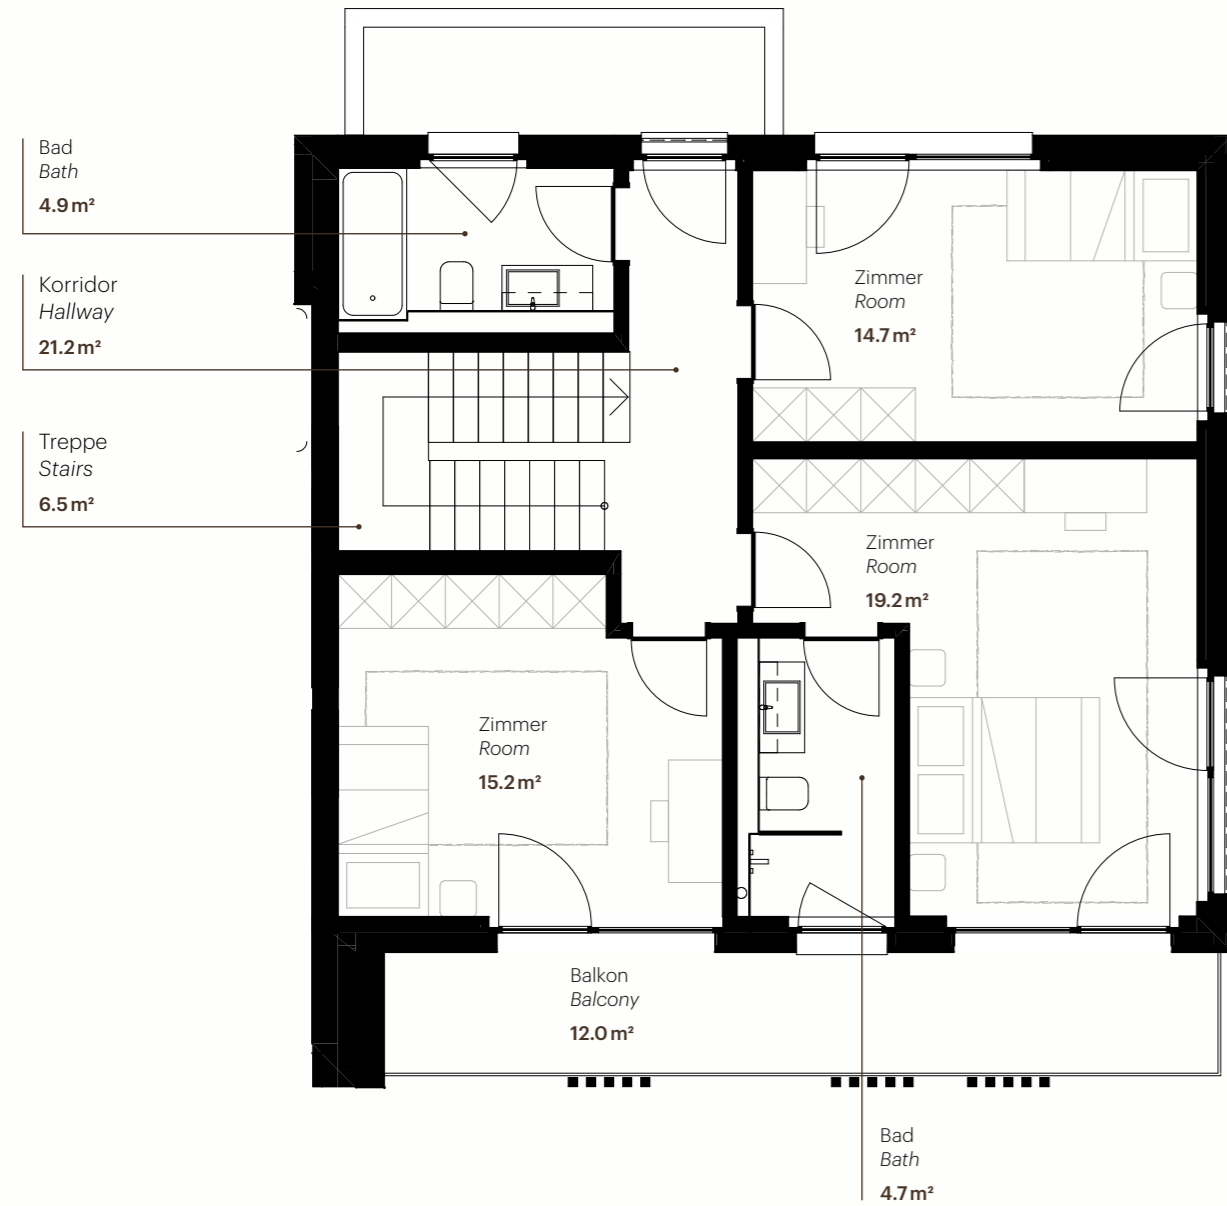 Bad
Bath
4.9 m²
Korridor
Hallway
21.2 m²
Treppe
Stairs
6.5 m²
Zimmer
Room
14.7 m²
Zimmer
Room
19.2 m²
Zimmer
Room
15.2 m²
Balkon
Balcony
12.0 m²
Bad
Bath
4.7 m²